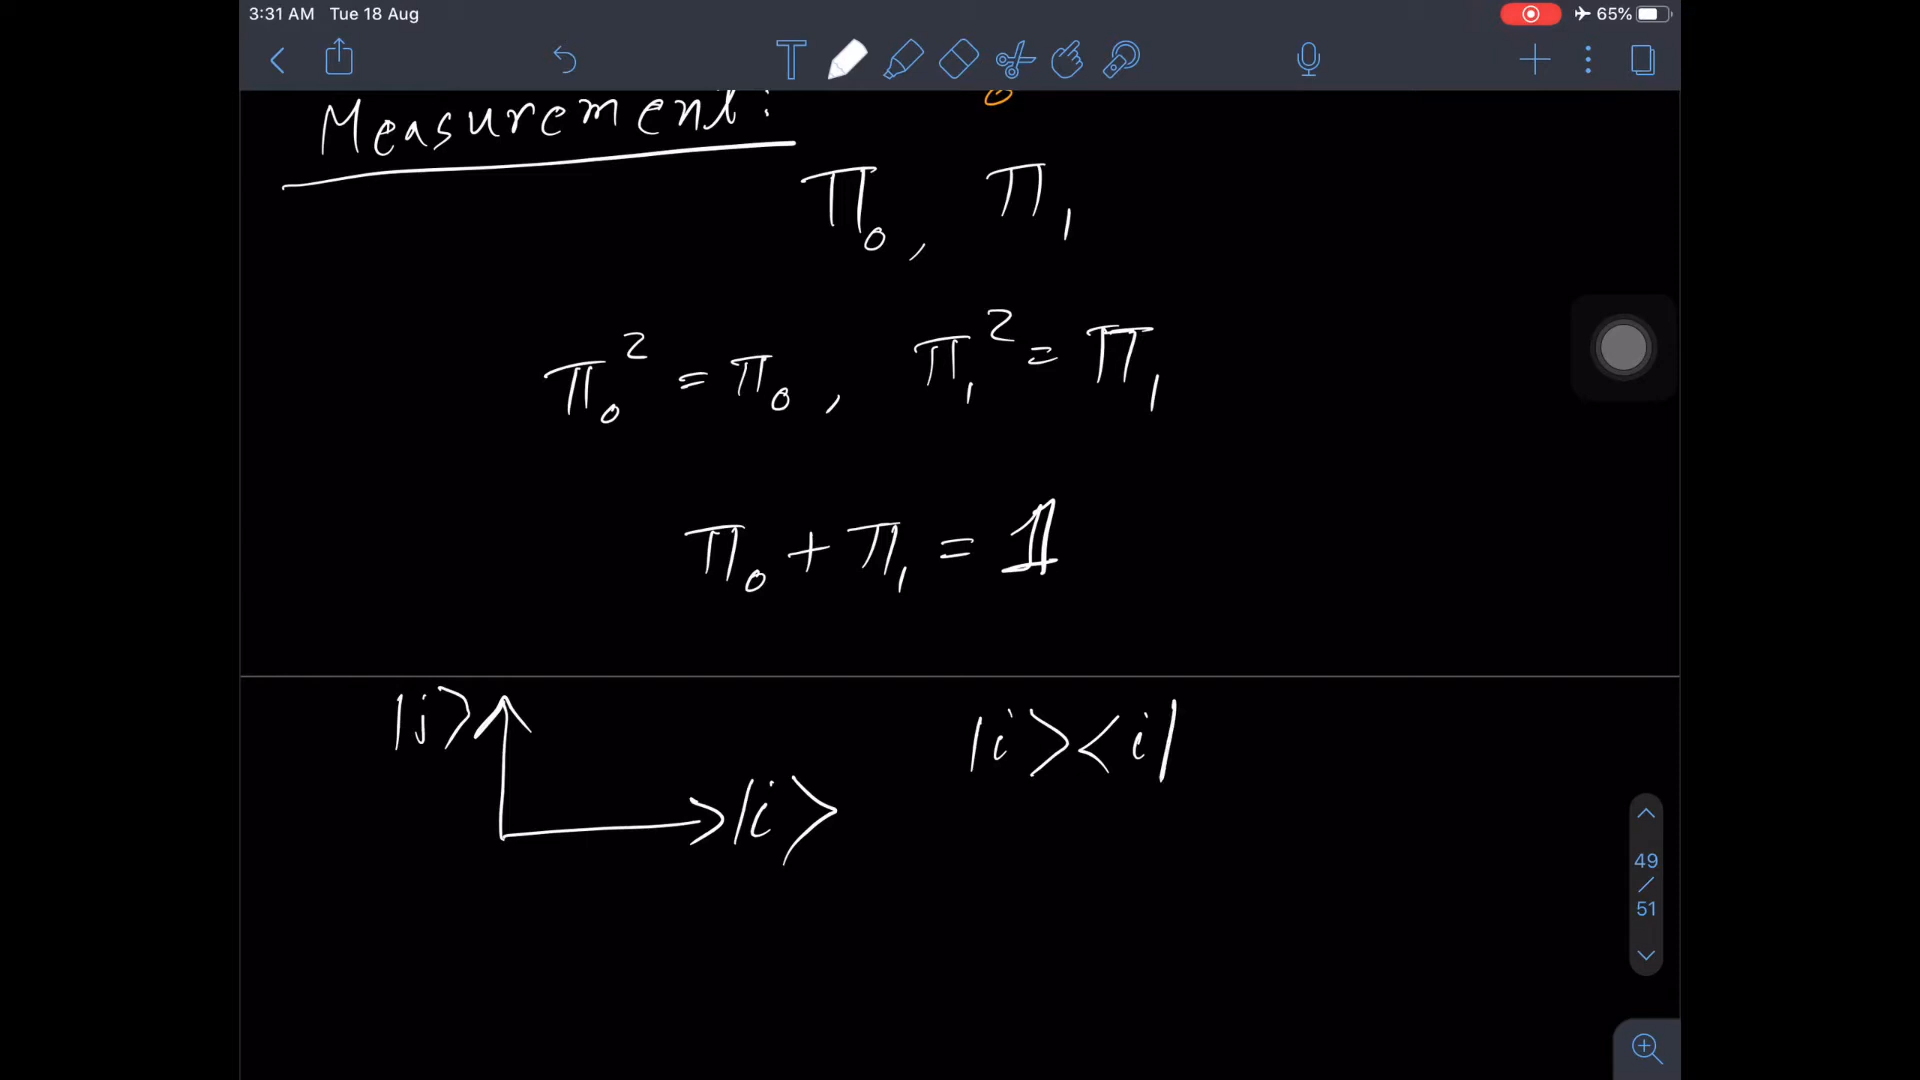 3:31 AM Tue 18 Aug 65%
T
Measurement:
Π₀, Π₁
Π₀² = Π₀, Π₁² = Π₁
Π₀ + Π₁ = 𝟙
|j>
|i><i|
|i>
49
/
51